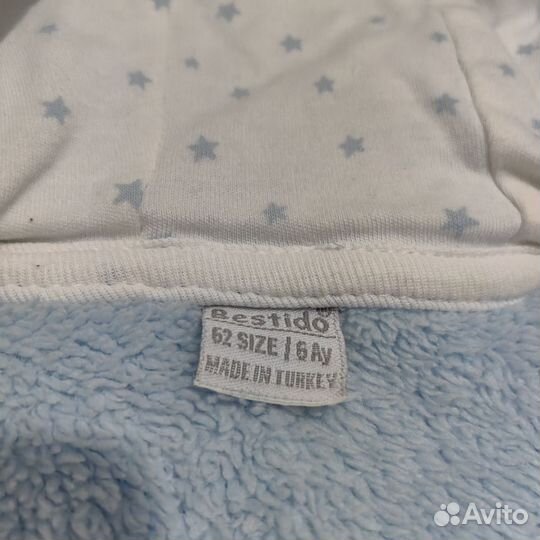 Bestido
62 SIZE / 6 Ay
MADE IN TURKEY
Avito